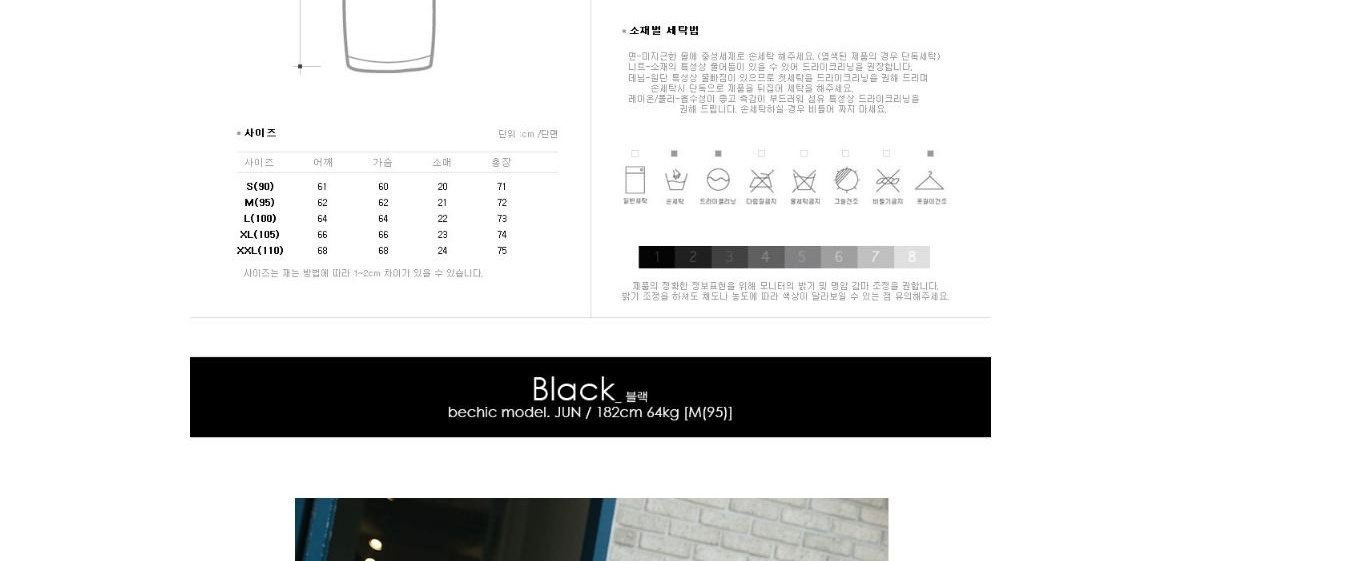 사이즈
단위 :cm /단면
사이즈 어깨 가슴 소매 총장
S(90) 61 60 20 71
M(95) 62 62 21 72
L(100) 64 64 22 73
XL(105) 66 66 23 74
XXL(110) 68 68 24 75
사이즈는 재는 방법에 따라 1~2cm 차이가 있을 수 있습니다.
소재별 세탁법
면-미지근한 물에 중성세제로 손세탁 해주세요. (염색된 제품의 경우 단독세탁)
니트-소재의 특성상 줄어듬이 있을 수 있어 드라이크리닝을 권장합니다.
데님-원단 특성상 물빠짐이 있으므로 첫세탁을 드라이크리닝을 권해 드리며
손세탁시 단독으로 제품을 뒤집어 세탁을 해주세요.
레이온/폴리-흡수성이 좋고 촉감이 부드러워 섬유 특성상 드라이크리닝을
권해 드립니다. 손세탁하실 경우 비틀어 짜지 마세요.
일반세탁 손세탁 드라이클리닝 다림질금지 물세탁금지 그늘건조 비틀기금지 옷걸이건조
1 2 3 4 5 6 7 8
제품의 정확한 정보표현을 위해 모니터의 밝기 및 명암 감마 조정을 권합니다.
밝기 조정을 하셔도 채도나 농도에 따라 색상이 달라보일 수 있는 점 유의해주세요.
Black_ 블랙
bechic model. JUN / 182cm 64kg [M(95)]